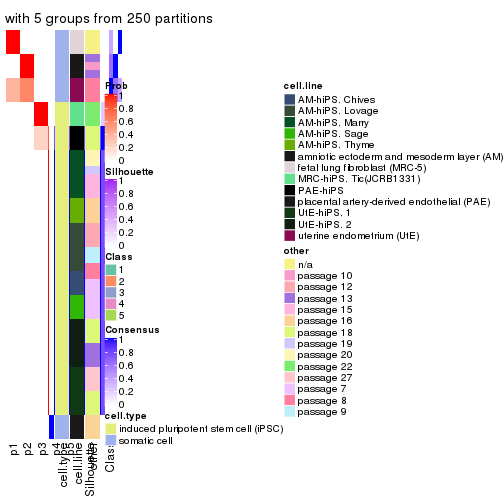 with 5 groups from 250 partitions
Prob
1
0.8
0.6
0.4
0.2
0
Silhouette
1
0.8
0.6
0.4
0.2
0
Class
1
2
3
4
5
Consensus
1
0.8
0.6
0.4
0.2
0
cell.type
induced pluripotent stem cell (iPSC)
somatic cell
cell.line
AM-hiPS. Chives
AM-hiPS. Lovage
AM-hiPS. Marry
AM-hiPS. Sage
AM-hiPS. Thyme
amniotic ectoderm and mesoderm layer (AM)
fetal lung fibroblast (MRC-5)
MRC-hiPS. Tic(JCRB1331)
PAE-hiPS
placental artery-derived endothelial (PAE)
UtE-hiPS. 1
UtE-hiPS. 2
uterine endometrium (UtE)
other
n/a
passage 10
passage 12
passage 13
passage 15
passage 16
passage 18
passage 19
passage 20
passage 22
passage 27
passage 7
passage 8
passage 9
p1
p2
p3
p4
p5
cell.type
cell.line
other
Silhouette
Class